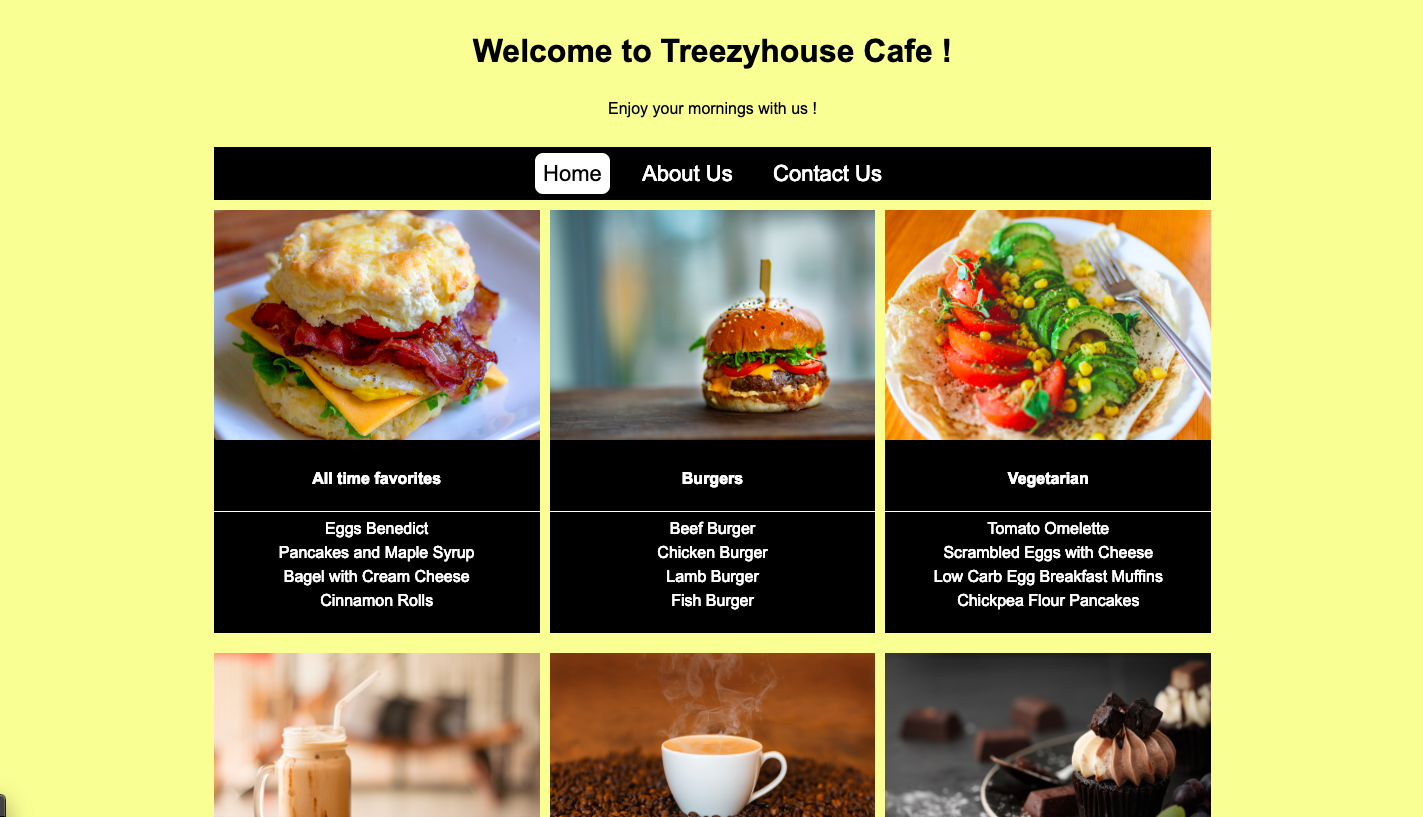 Welcome to Treezyhouse Cafe !
Enjoy your mornings with us !
Home About Us Contact Us
All time favorites
Eggs Benedict
Pancakes and Maple Syrup
Bagel with Cream Cheese
Cinnamon Rolls
Burgers
Beef Burger
Chicken Burger
Lamb Burger
Fish Burger
Vegetarian
Tomato Omelette
Scrambled Eggs with Cheese
Low Carb Egg Breakfast Muffins
Chickpea Flour Pancakes